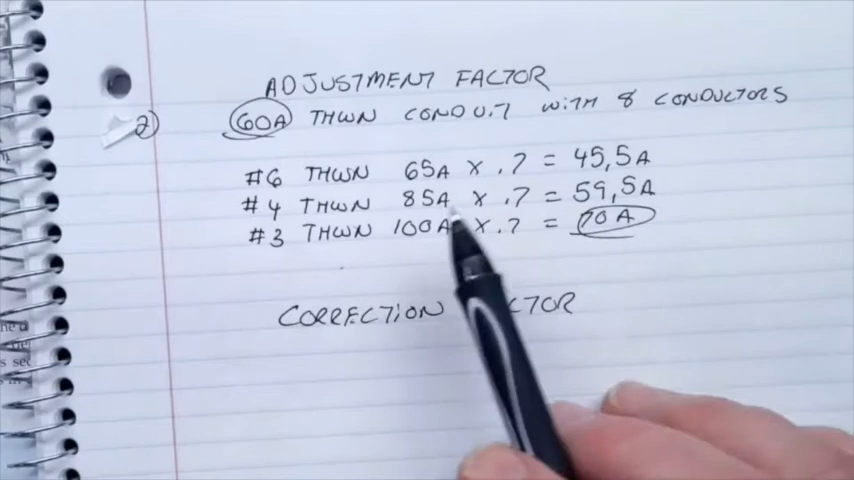 ADJUSTMENT FACTOR
2) 60A THWN CONDUIT WITH 8 CONDUCTORS
#6 THWN 65A x .7 = 45,5A
#4 THWN 85A x .7 = 59,5A
#3 THWN 100A x .7 = 70A
CORRECTION CTOR